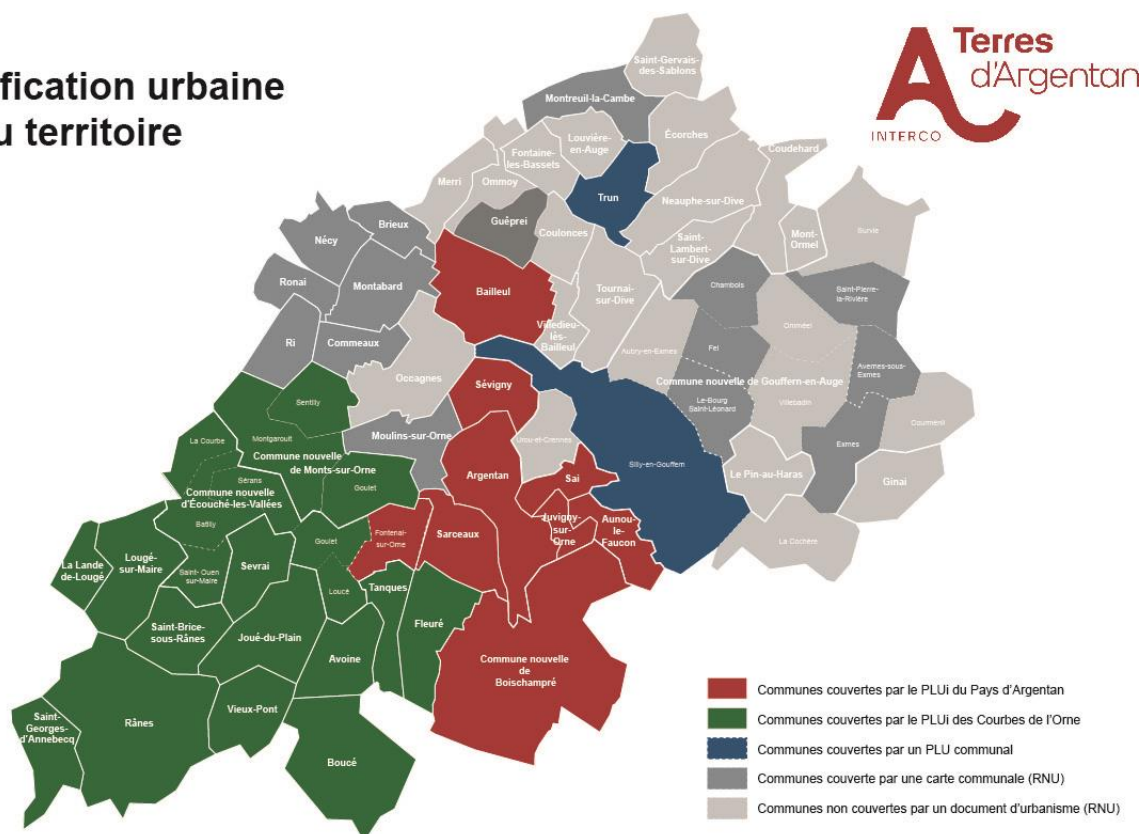 fication urbaine
u territoire
Terres
d'Argentan
INTERCO
Saint-Gervais-
des-Sablons
Montreuil-la-Cambe
Louvière-
en-Auge
Écorches
Coudehard
Fontaine-
les-Bassets
Merri
Ommoy
Trun
Neauphe-sur-Dive
Guêprei
Coulonces
Mont-
Ormel
Survie
Brieux
Nécy
Saint-
Lambert
sur-Dive
Ronai
Montabard
Bailleul
Tournai-
sur-Dive
Chambois
Saint-Pierre-
la-Rivière
Villedieu-
lès-
Bailleul
Omméel
Ri
Commeaux
Aubry-en-Exmes
Fel
Avernes-sous-
Exmes
Occagnes
Sévigny
Commune nouvelle de Gouffern-en-Auge
Le-Bourg
Saint-Léonard
Villebadin
Sentilly
Courménil
La Courbe
Montgaroult
Moulins-sur-Orne
Urou-et-Crennes
Exmes
Commune nouvelle
de Monts-sur-Orne
Argentan
Silly-en-Gouffern
Sai
Le Pin-au-Haras
Ginai
Sérans
Goulet
Commune nouvelle
d'Écouché-les-Vallées
Batilly
Juvigny-
sur-
Orne
Aunou-
le-
Faucon
Goulet
Fontenai-
sur-Orne
Sarceaux
La Cochère
La Lande
de-Lougé
Lougé-
sur-Maire
Saint- Ouen
sur-Maire
Sevrai
Loucé
Tanques
Fleuré
Saint-Brice-
sous-Rânes
Joué-du-Plain
Avoine
Commune nouvelle
de
Boischampré
Saint-
Georges-
d'Annebecq
Rânes
Vieux-Pont
Boucé
Communes couvertes par le PLUi du Pays d'Argentan
Communes couvertes par le PLUi des Courbes de l'Orne
Communes couvertes par un PLU communal
Communes couverte par une carte communale (RNU)
Communes non couvertes par un document d'urbanisme (RNU)